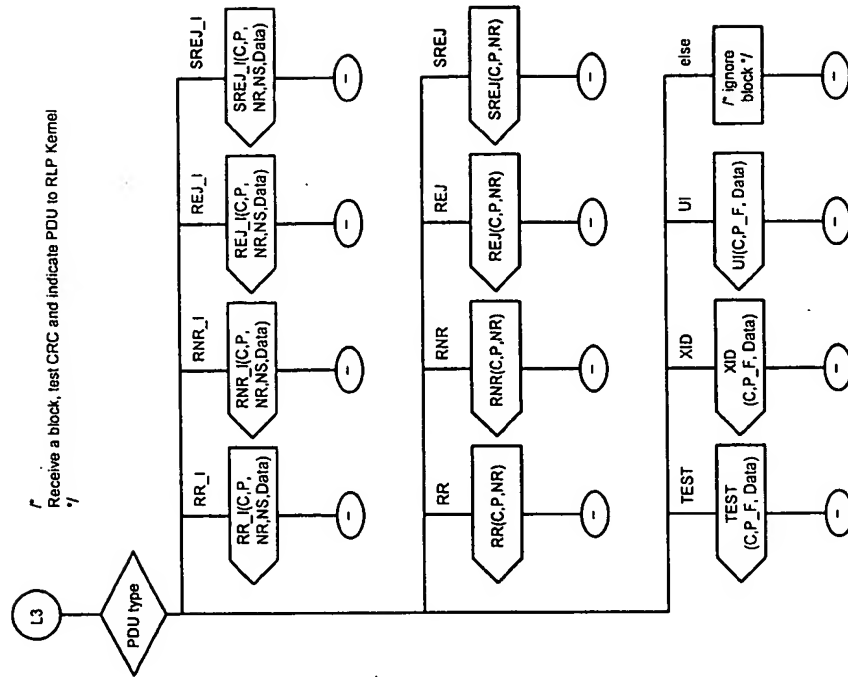 /*
Receive a block, test CRC and indicate PDU to RLP Kernel
*/
L3
PDU type
RR_I
RNR_I
REJ_I
SREJ_I
RR_I(C,P,
NR,NS,Data)
RNR_I(C,P,
NR,NS,Data)
REJ_I(C,P,
NR,NS,Data)
SREJ_I(C,P,
NR,NS,Data)
-
-
-
-
RR
RNR
REJ
SREJ
RR(C,P,NR)
RNR(C,P,NR)
REJ(C,P,NR)
SREJ(C,P,NR)
-
-
-
-
TEST
XID
UI
else
TEST
(C,P_F, Data)
XID
(C,P_F, Data)
UI(C,P_F, Data)
/* ignore
block */
-
-
-
-